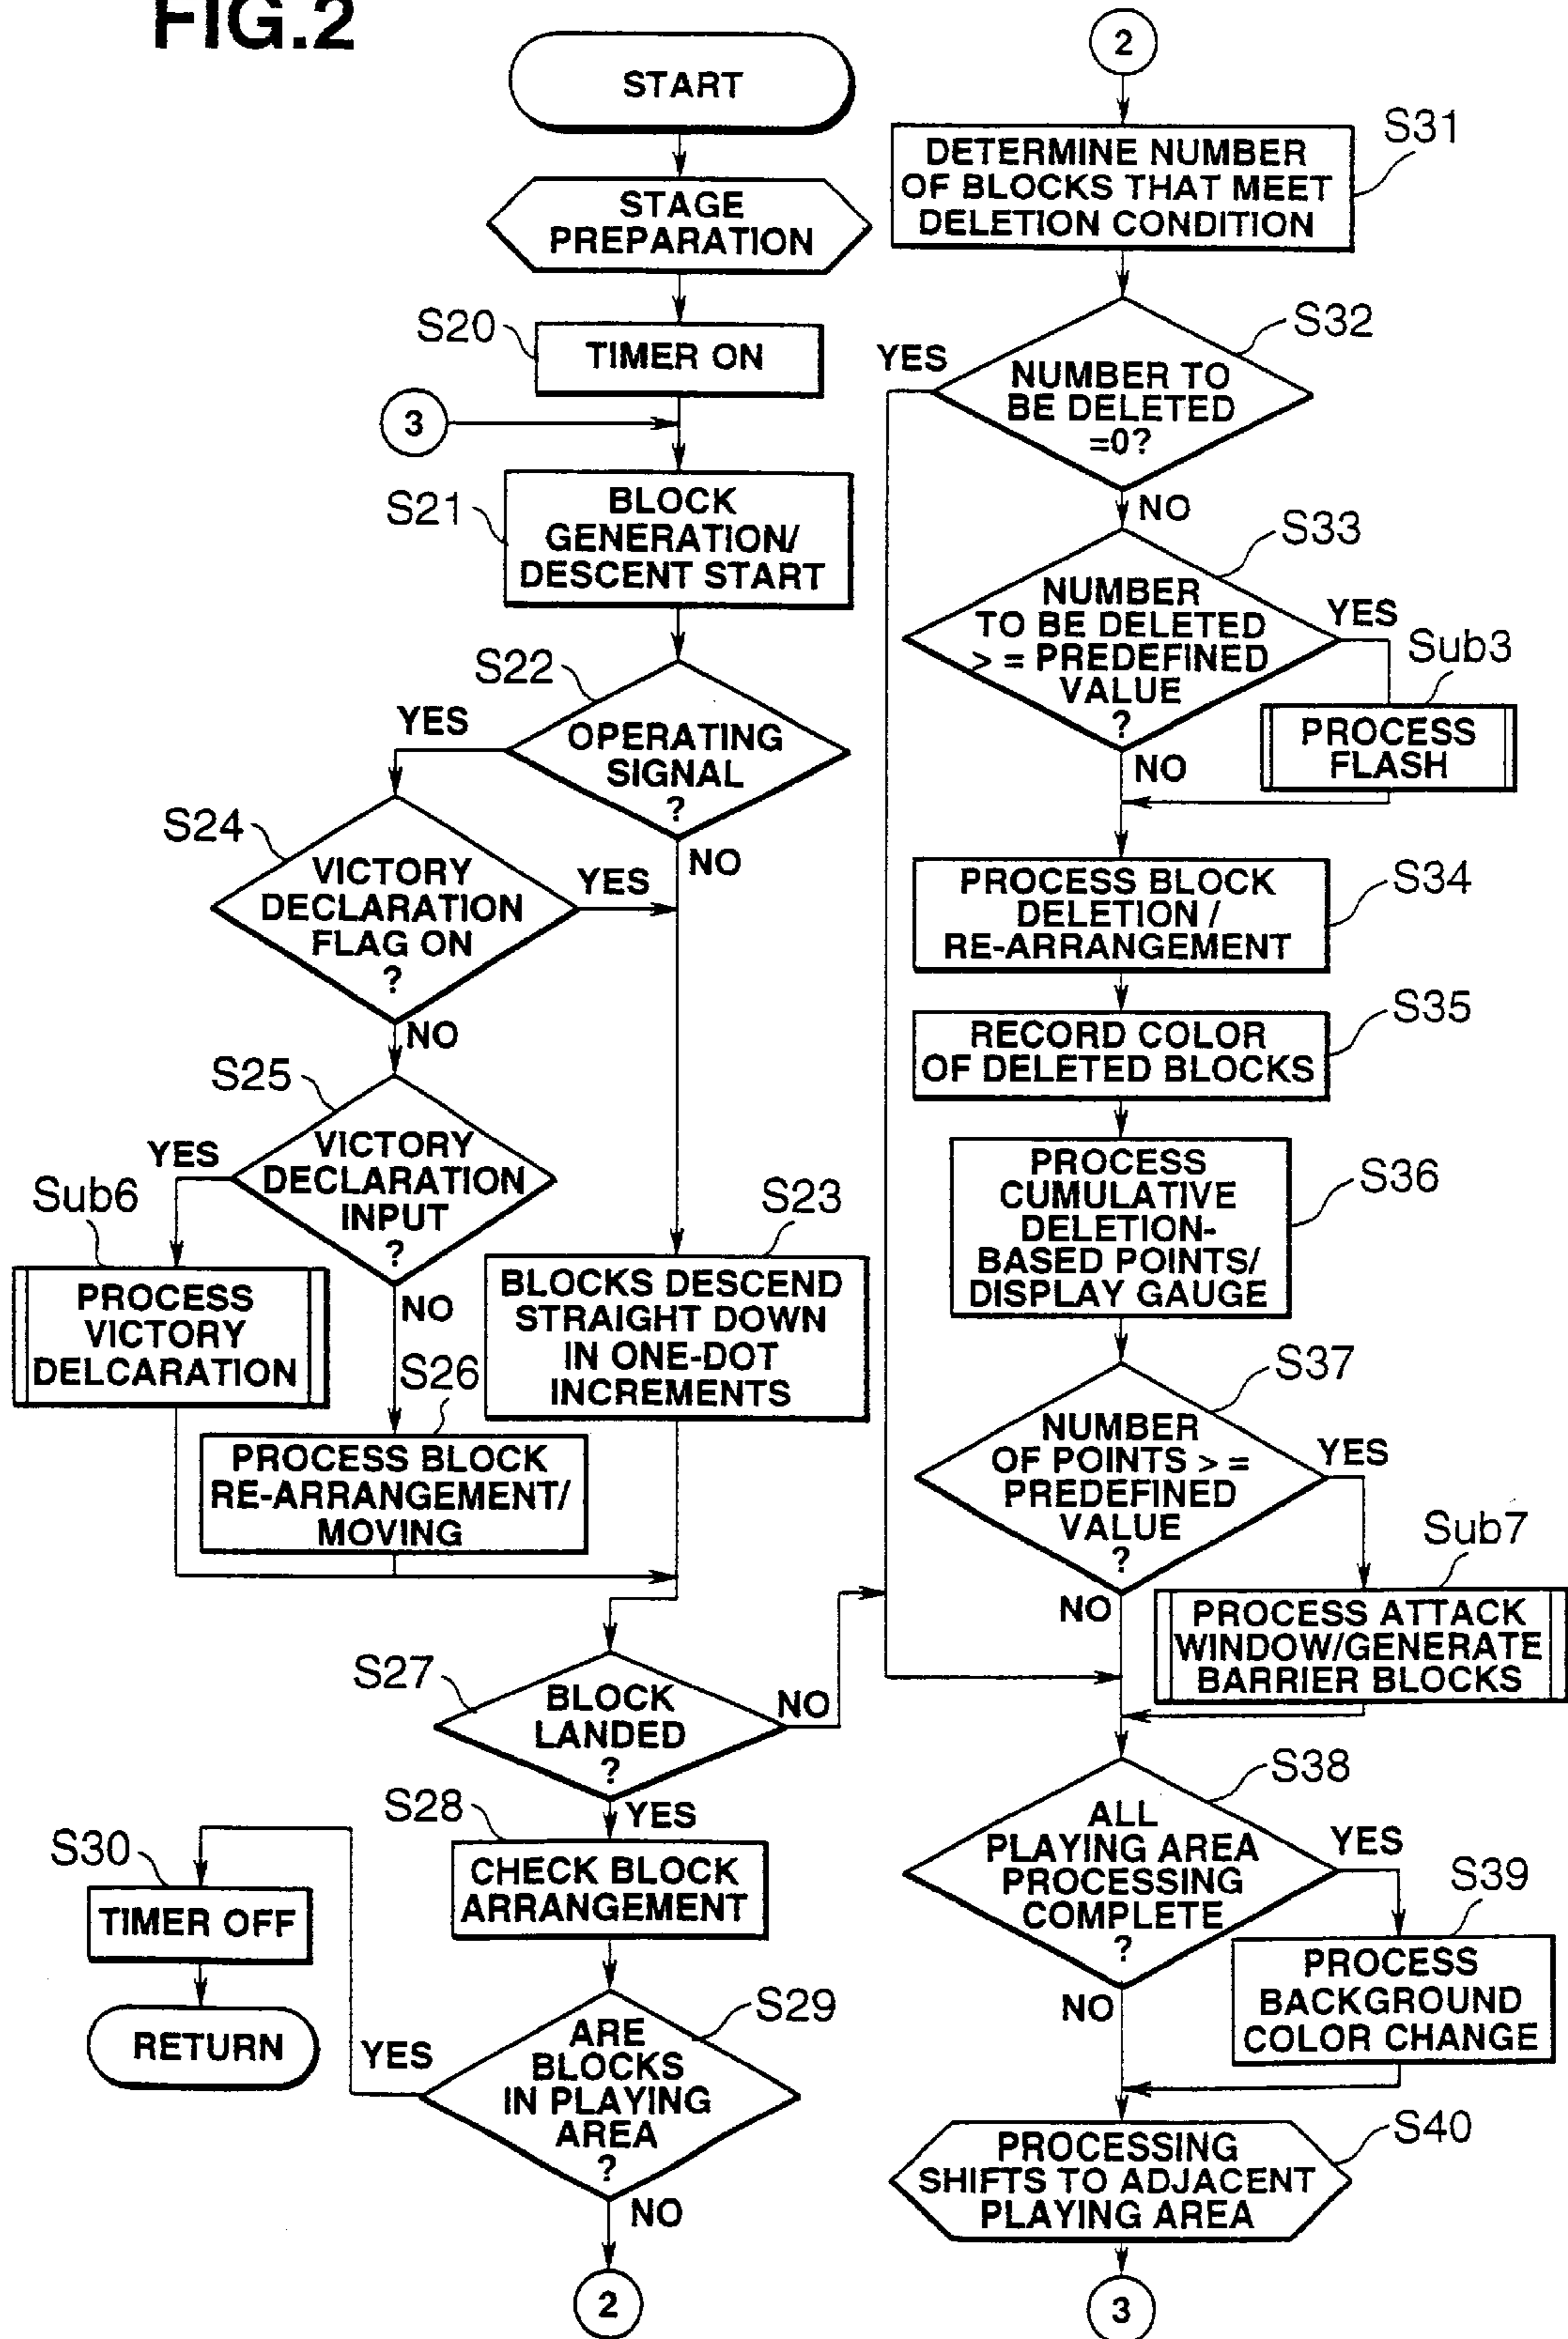 FIG.2
START
STAGE
PREPARATION
S20
TIMER ON
3
S21
BLOCK
GENERATION/
DESCENT START
S22
YES
OPERATING
SIGNAL
?
NO
S24
VICTORY
DECLARATION
FLAG ON
?
YES
NO
S25
YES
VICTORY
DECLARATION
INPUT
?
NO
Sub6
PROCESS
VICTORY
DELCARATION
S23
BLOCKS DESCEND
STRAIGHT DOWN
IN ONE-DOT
INCREMENTS
S26
PROCESS BLOCK
RE-ARRANGEMENT/
MOVING
S27
BLOCK
LANDED
?
NO
YES
S28
CHECK BLOCK
ARRANGEMENT
S30
TIMER OFF
RETURN
S29
YES
ARE
BLOCKS
IN PLAYING
AREA
?
NO
2
2
S31
DETERMINE NUMBER
OF BLOCKS THAT MEET
DELETION CONDITION
S32
YES
NUMBER TO
BE DELETED
=0?
NO
S33
NUMBER
TO BE DELETED
> = PREDEFINED
VALUE
?
YES
NO
Sub3
PROCESS
FLASH
S34
PROCESS BLOCK
DELETION /
RE-ARRANGEMENT
S35
RECORD COLOR
OF DELETED BLOCKS
S36
PROCESS
CUMULATIVE
DELETION-
BASED POINTS/
DISPLAY GAUGE
S37
NUMBER
OF POINTS > =
PREDEFINED
VALUE
?
YES
NO
Sub7
PROCESS ATTACK
WINDOW/GENERATE
BARRIER BLOCKS
S38
ALL
PLAYING AREA
PROCESSING
COMPLETE
?
YES
NO
S39
PROCESS
BACKGROUND
COLOR CHANGE
S40
PROCESSING
SHIFTS TO ADJACENT
PLAYING AREA
3